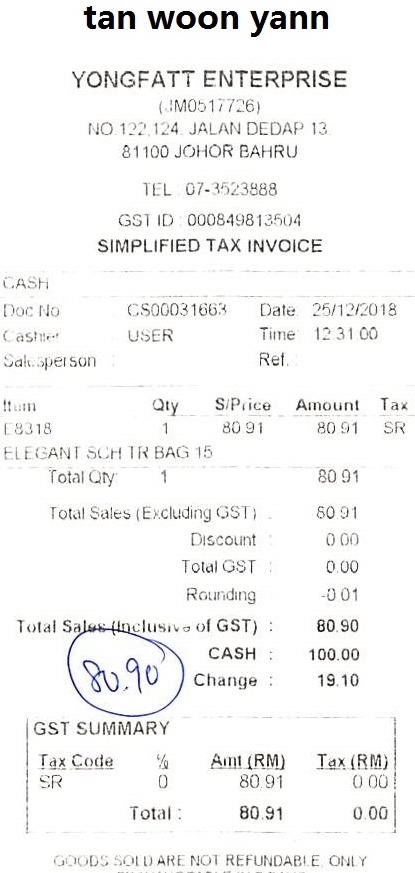 tan woon yann
YONGFATT ENTERPRISE
(JM0517726)
NO.122,124, JALAN DEDAP 13,
81100 JOHOR BAHRU
TEL : 07-3523888
GST ID : 000849813504
SIMPLIFIED TAX INVOICE
CASH
Doc No : CS00031663 Date: 25/12/2018
Cashier : USER Time: 12:31:00
Salesperson : Ref. :
Item Qty S/Price Amount Tax
E8318 1 80.91 80.91 SR
ELEGANT SCH TR BAG 15
Total Qty: 1 80.91
Total Sales (Excluding GST) : 80.91
Discount : 0.00
Total GST : 0.00
Rounding : -0.01
Total Sales (Inclusive of GST) : 80.90
CASH : 100.00
80.90 Change : 19.10
GST SUMMARY
Tax Code % Amt (RM) Tax (RM)
SR 0 80.91 0.00
Total : 80.91 0.00
GOODS SOLD ARE NOT REFUNDABLE, ONLY